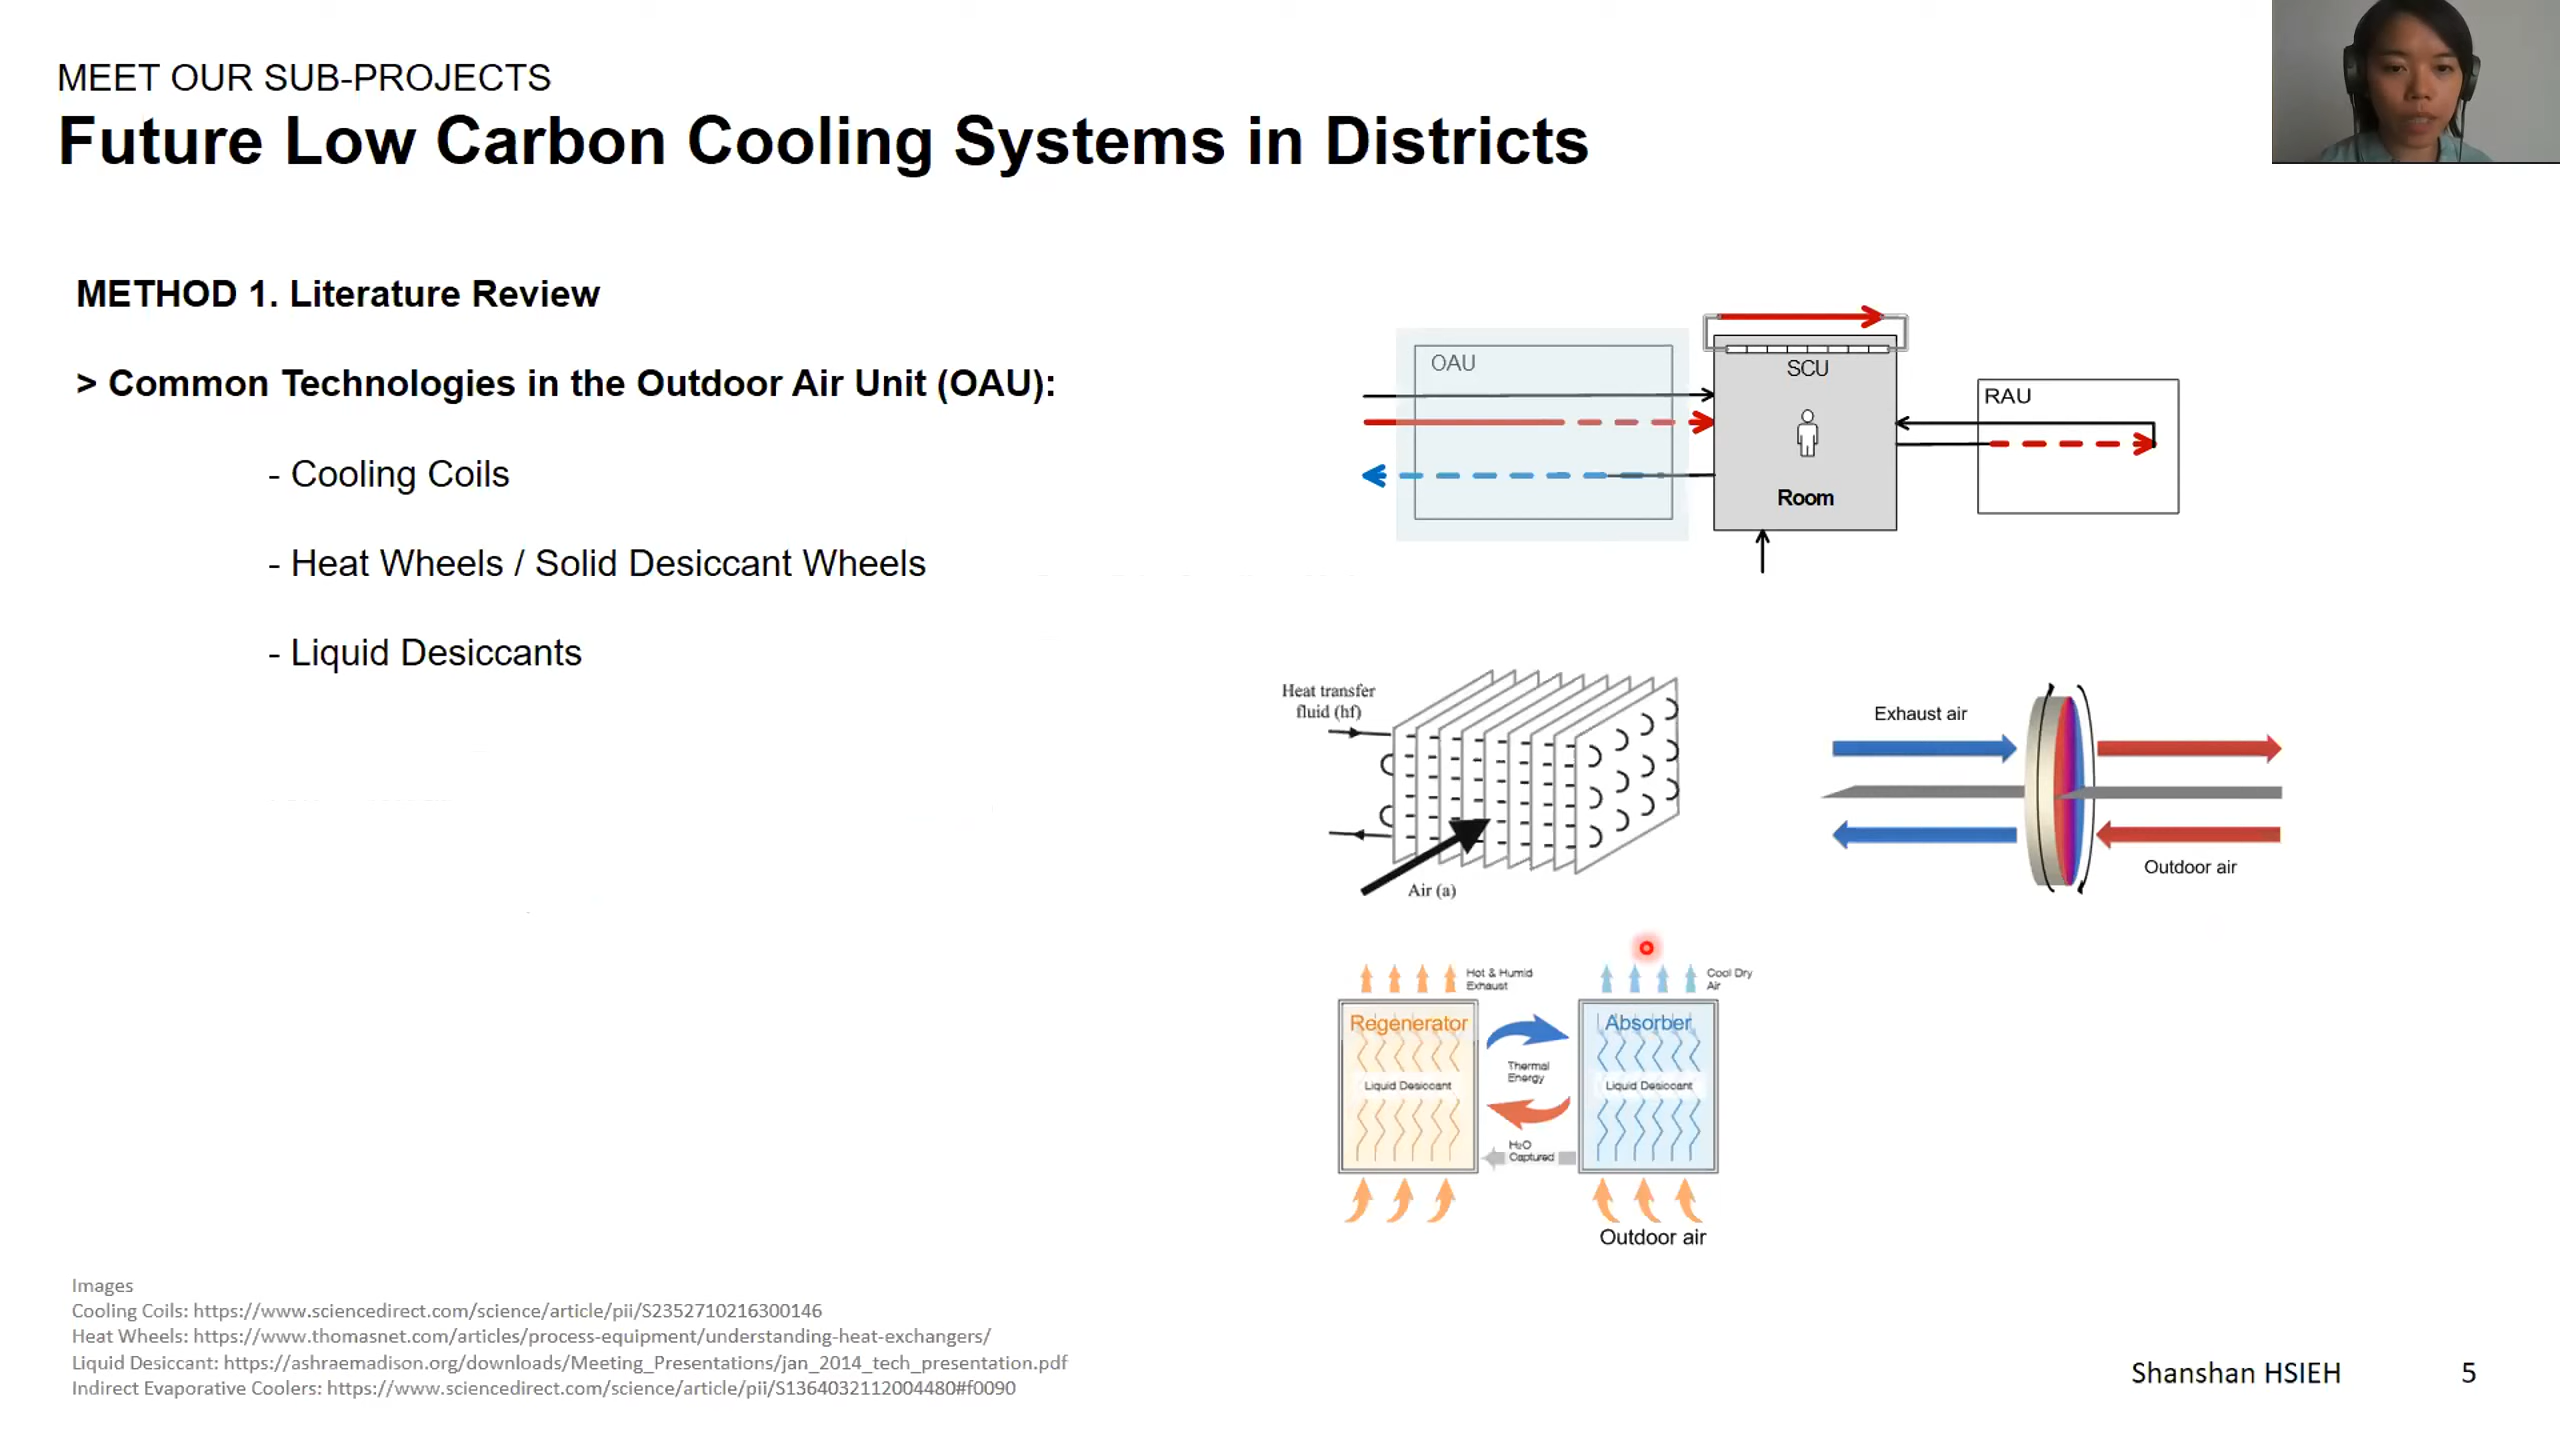 MEET OUR SUB-PROJECTS
Future Low Carbon Cooling Systems in Districts
METHOD 1. Literature Review
> Common Technologies in the Outdoor Air Unit (OAU):
- Cooling Coils
- Heat Wheels / Solid Desiccant Wheels
- Liquid Desiccants
OAU
SCU
Room
RAU
Heat transfer
fluid (hf)
Air (a)
Exhaust air
Outdoor air
Hot & Humid
Exhaust
Cool Dry
Air
Regenerator
Liquid Desiccant
Thermal
Energy
H₂O
Captured
Absorber
Liquid Desiccant
Outdoor air
Images
Cooling Coils: https://www.sciencedirect.com/science/article/pii/S2352710216300146
Heat Wheels: https://www.thomasnet.com/articles/process-equipment/understanding-heat-exchangers/
Liquid Desiccant: https://ashraemadison.org/downloads/Meeting_Presentations/jan_2014_tech_presentation.pdf
Indirect Evaporative Coolers: https://www.sciencedirect.com/science/article/pii/S1364032112004480#f0090
Shanshan HSIEH
5